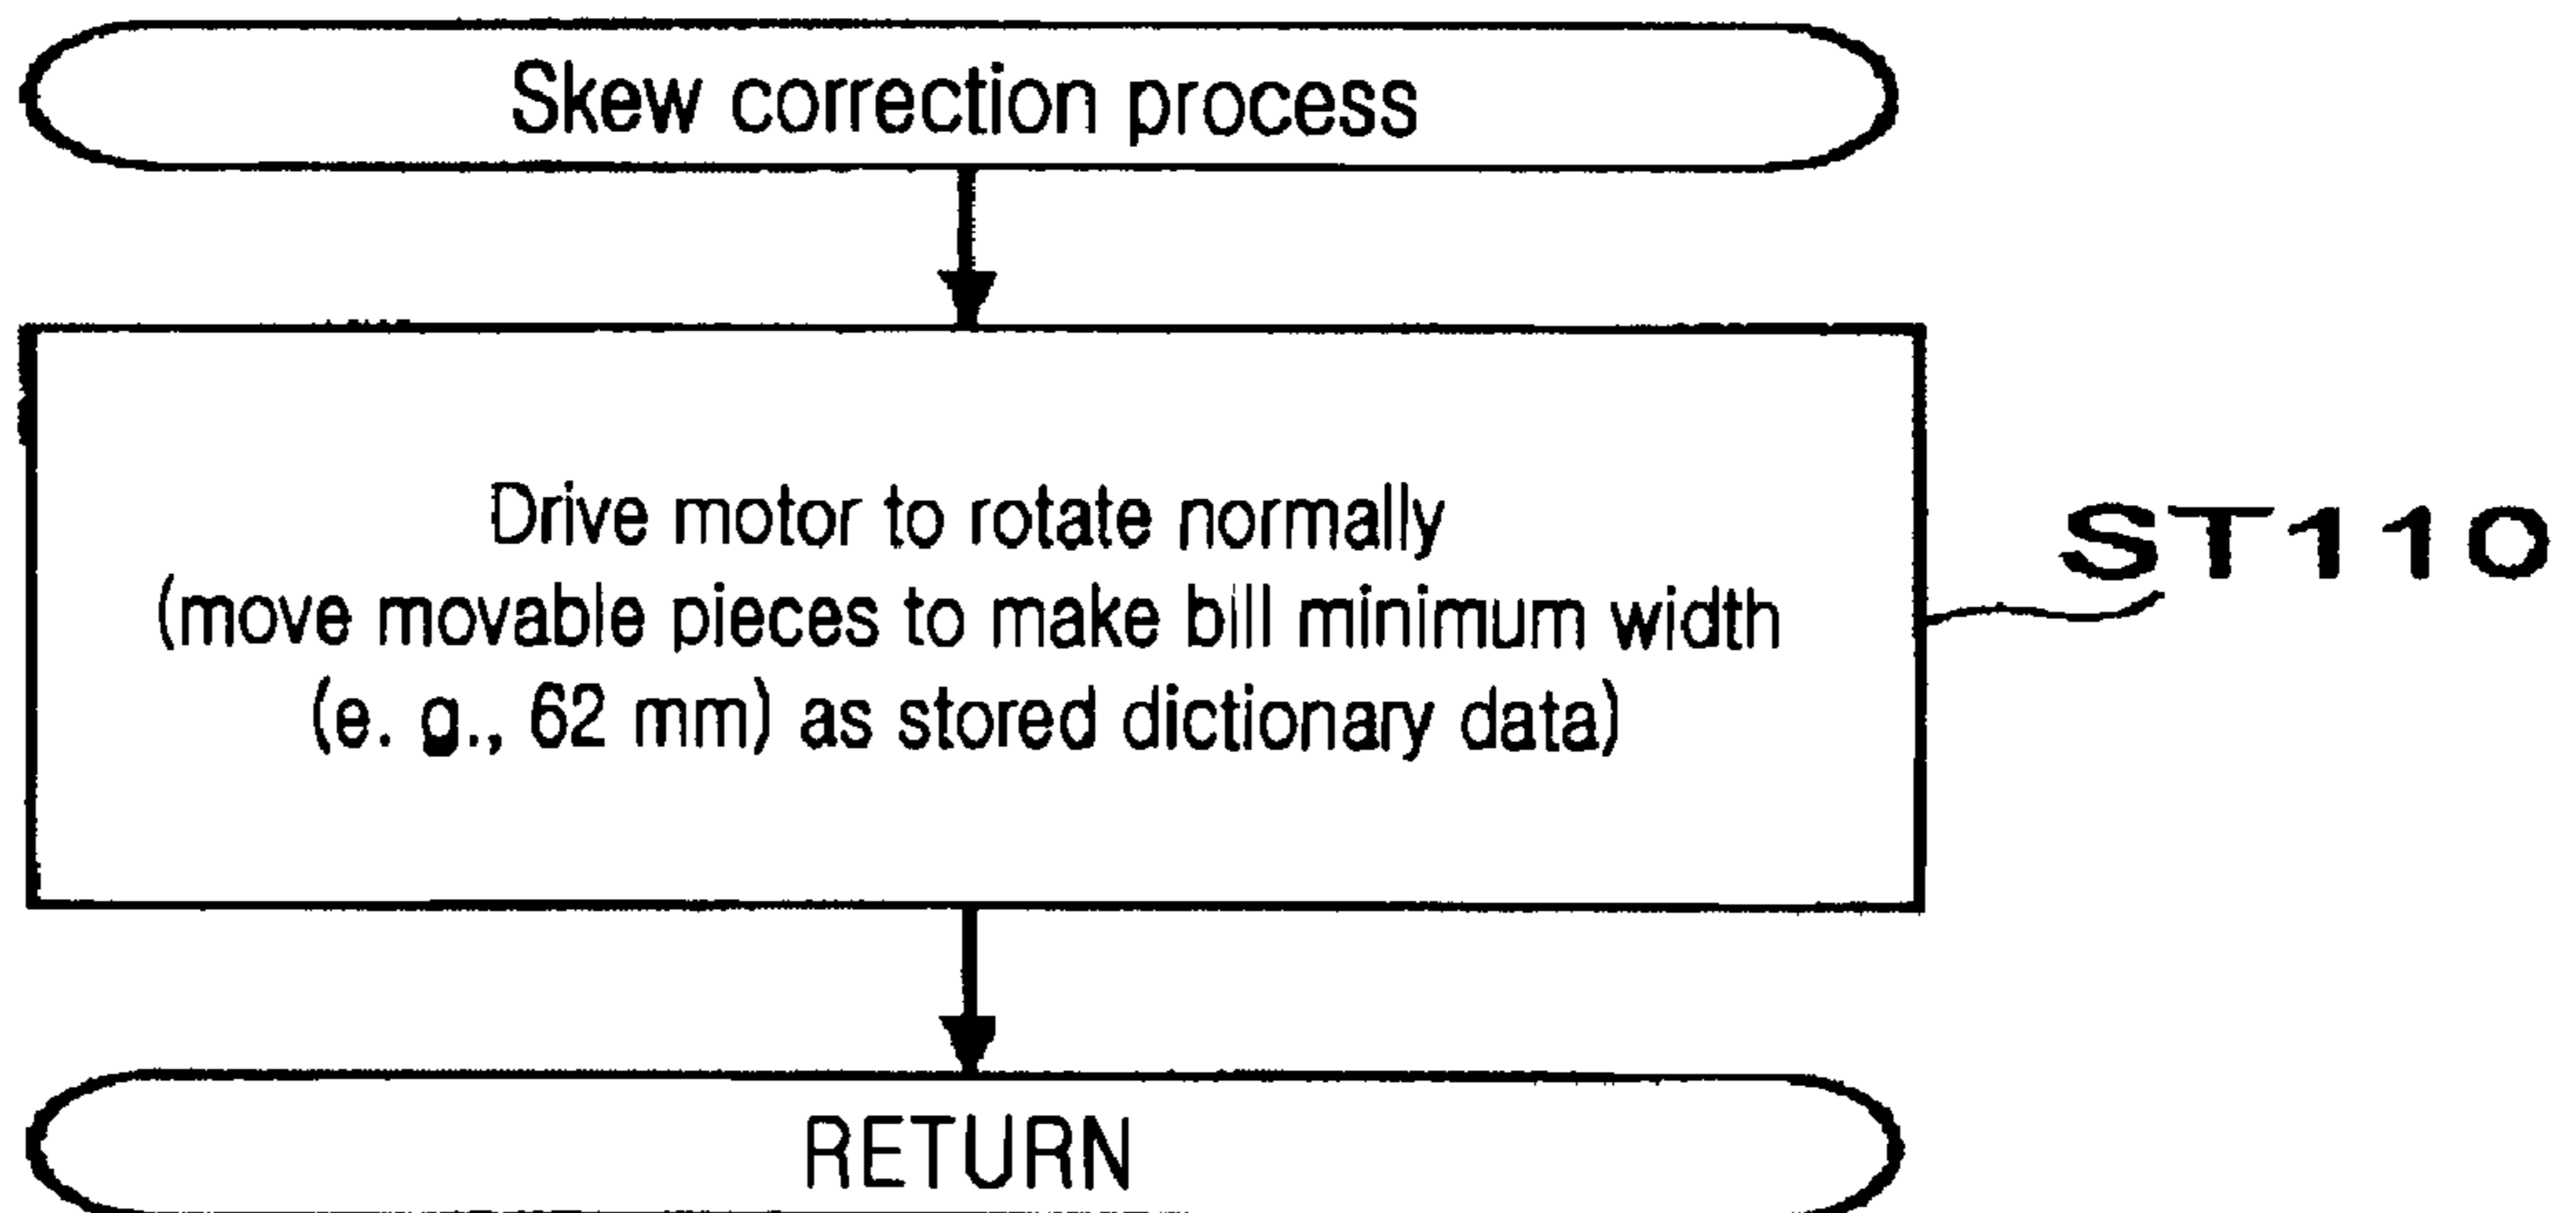 Skew correction process
Drive motor to rotate normally
(move movable pieces to make bill minimum width
(e. g., 62 mm) as stored dictionary data)
ST110
RETURN